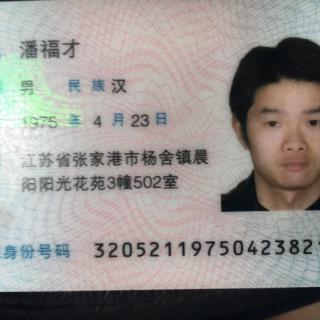 潘福才
男 民族 汉
1975 年 4 月 23 日
江苏省张家港市杨舍镇晨
阳阳光花苑3幢502室
身份号码 3205211975042382